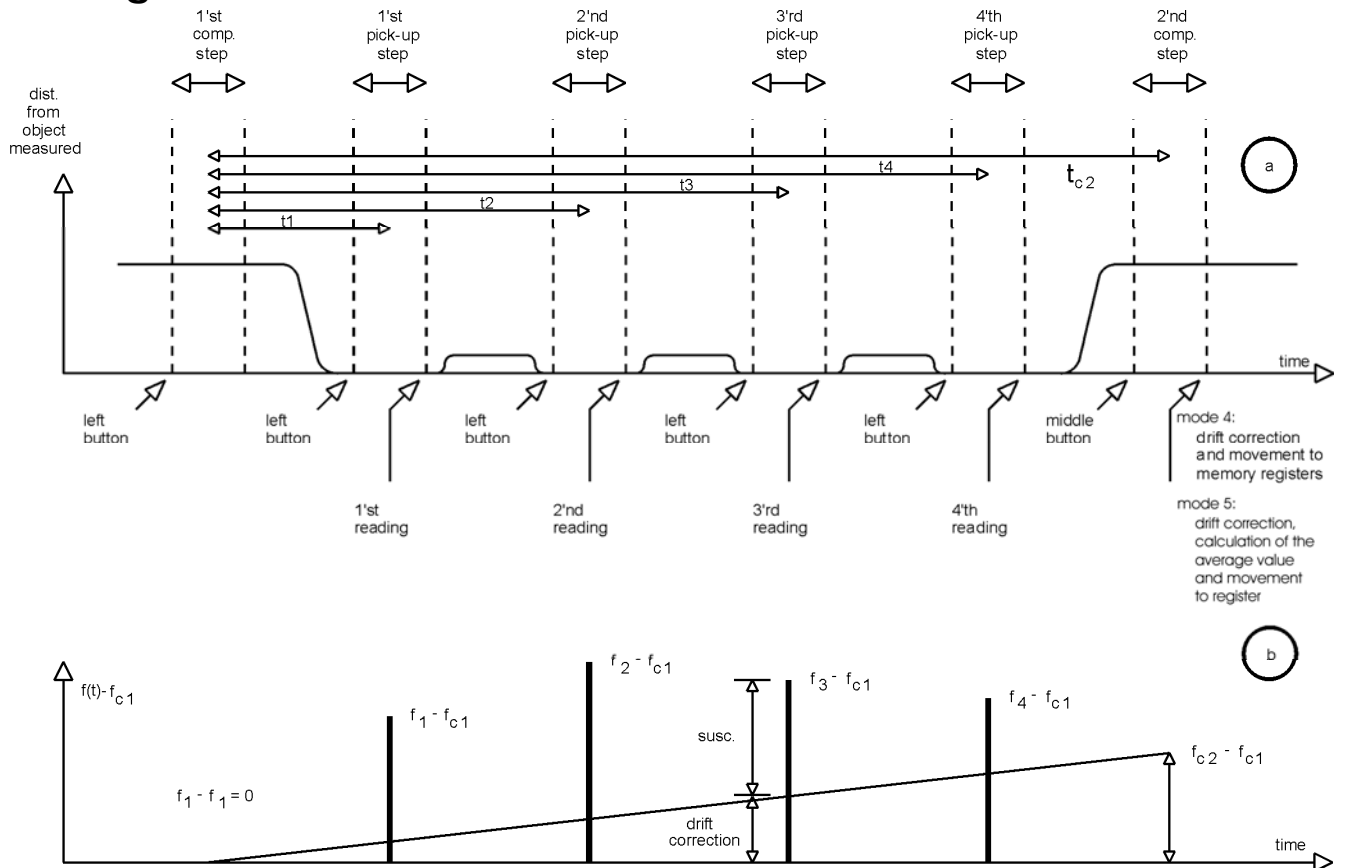 1'st
comp.
step
1'st
pick-up
step
2'nd
pick-up
step
3'rd
pick-up
step
4'th
pick-up
step
2'nd
comp.
step
dist.
from
object
measured
a
t4
tc2
t3
t2
t1
time
left
button
left
button
left
button
left
button
left
button
middle
button
mode 4:
drift correction
and movement to
memory registers
1'st
reading
2'nd
reading
3'rd
reading
4'th
reading
mode 5:
drift correction,
calculation of the
average value
and movement
to register
b
f(t)-fc1
f1 - fc1
f2 - fc1
f3 - fc1
f4 - fc1
susc.
fc2 - fc1
f1 - f1 = 0
drift
correction
time